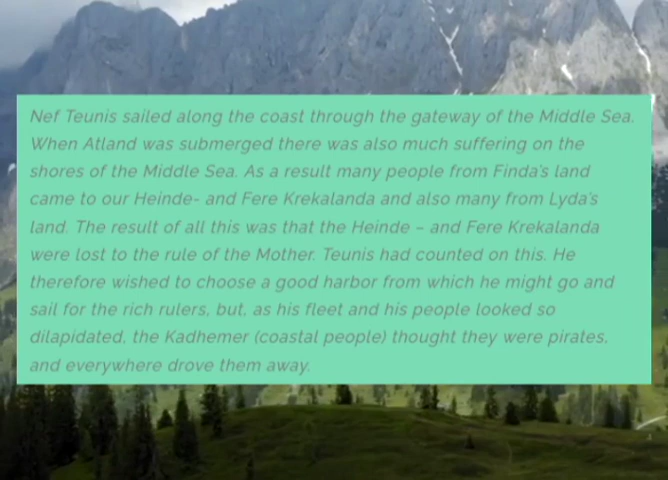 Nef Teunis sailed along the coast through the gateway of the Middle Sea.
When Atland was submerged there was also much suffering on the
shores of the Middle Sea. As a result many people from Finda's land
came to our Heinde- and Fere Krekalanda and also many from Lyda's
land. The result of all this was that the Heinde – and Fere Krekalanda
were lost to the rule of the Mother. Teunis had counted on this. He
therefore wished to choose a good harbor from which he might go and
sail for the rich rulers, but, as his fleet and his people looked so
dilapidated, the Kadhemer (coastal people) thought they were pirates,
and everywhere drove them away.